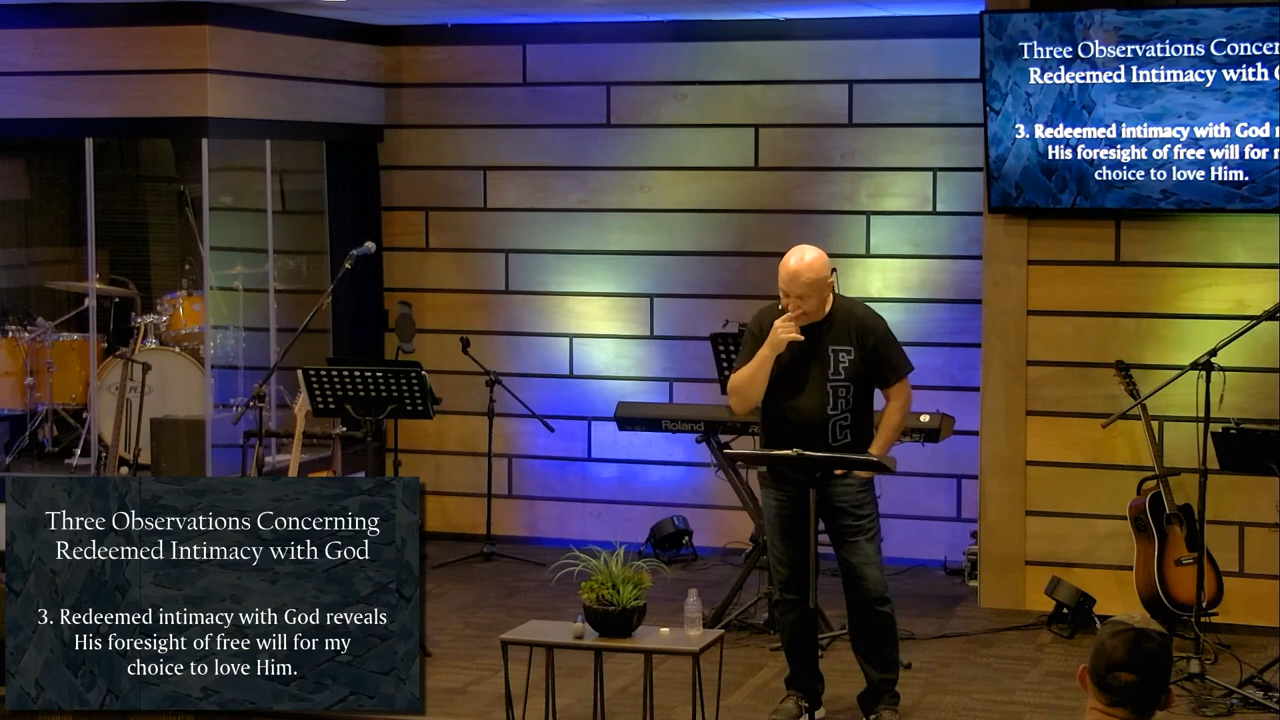 Three Observations Concer
Redeemed Intimacy with
3. Redeemed intimacy with God
His foresight of free will for
choice to love Him.
FRC
Roland
Three Observations Concerning
Redeemed Intimacy with God
3. Redeemed intimacy with God reveals
His foresight of free will for my
choice to love Him.